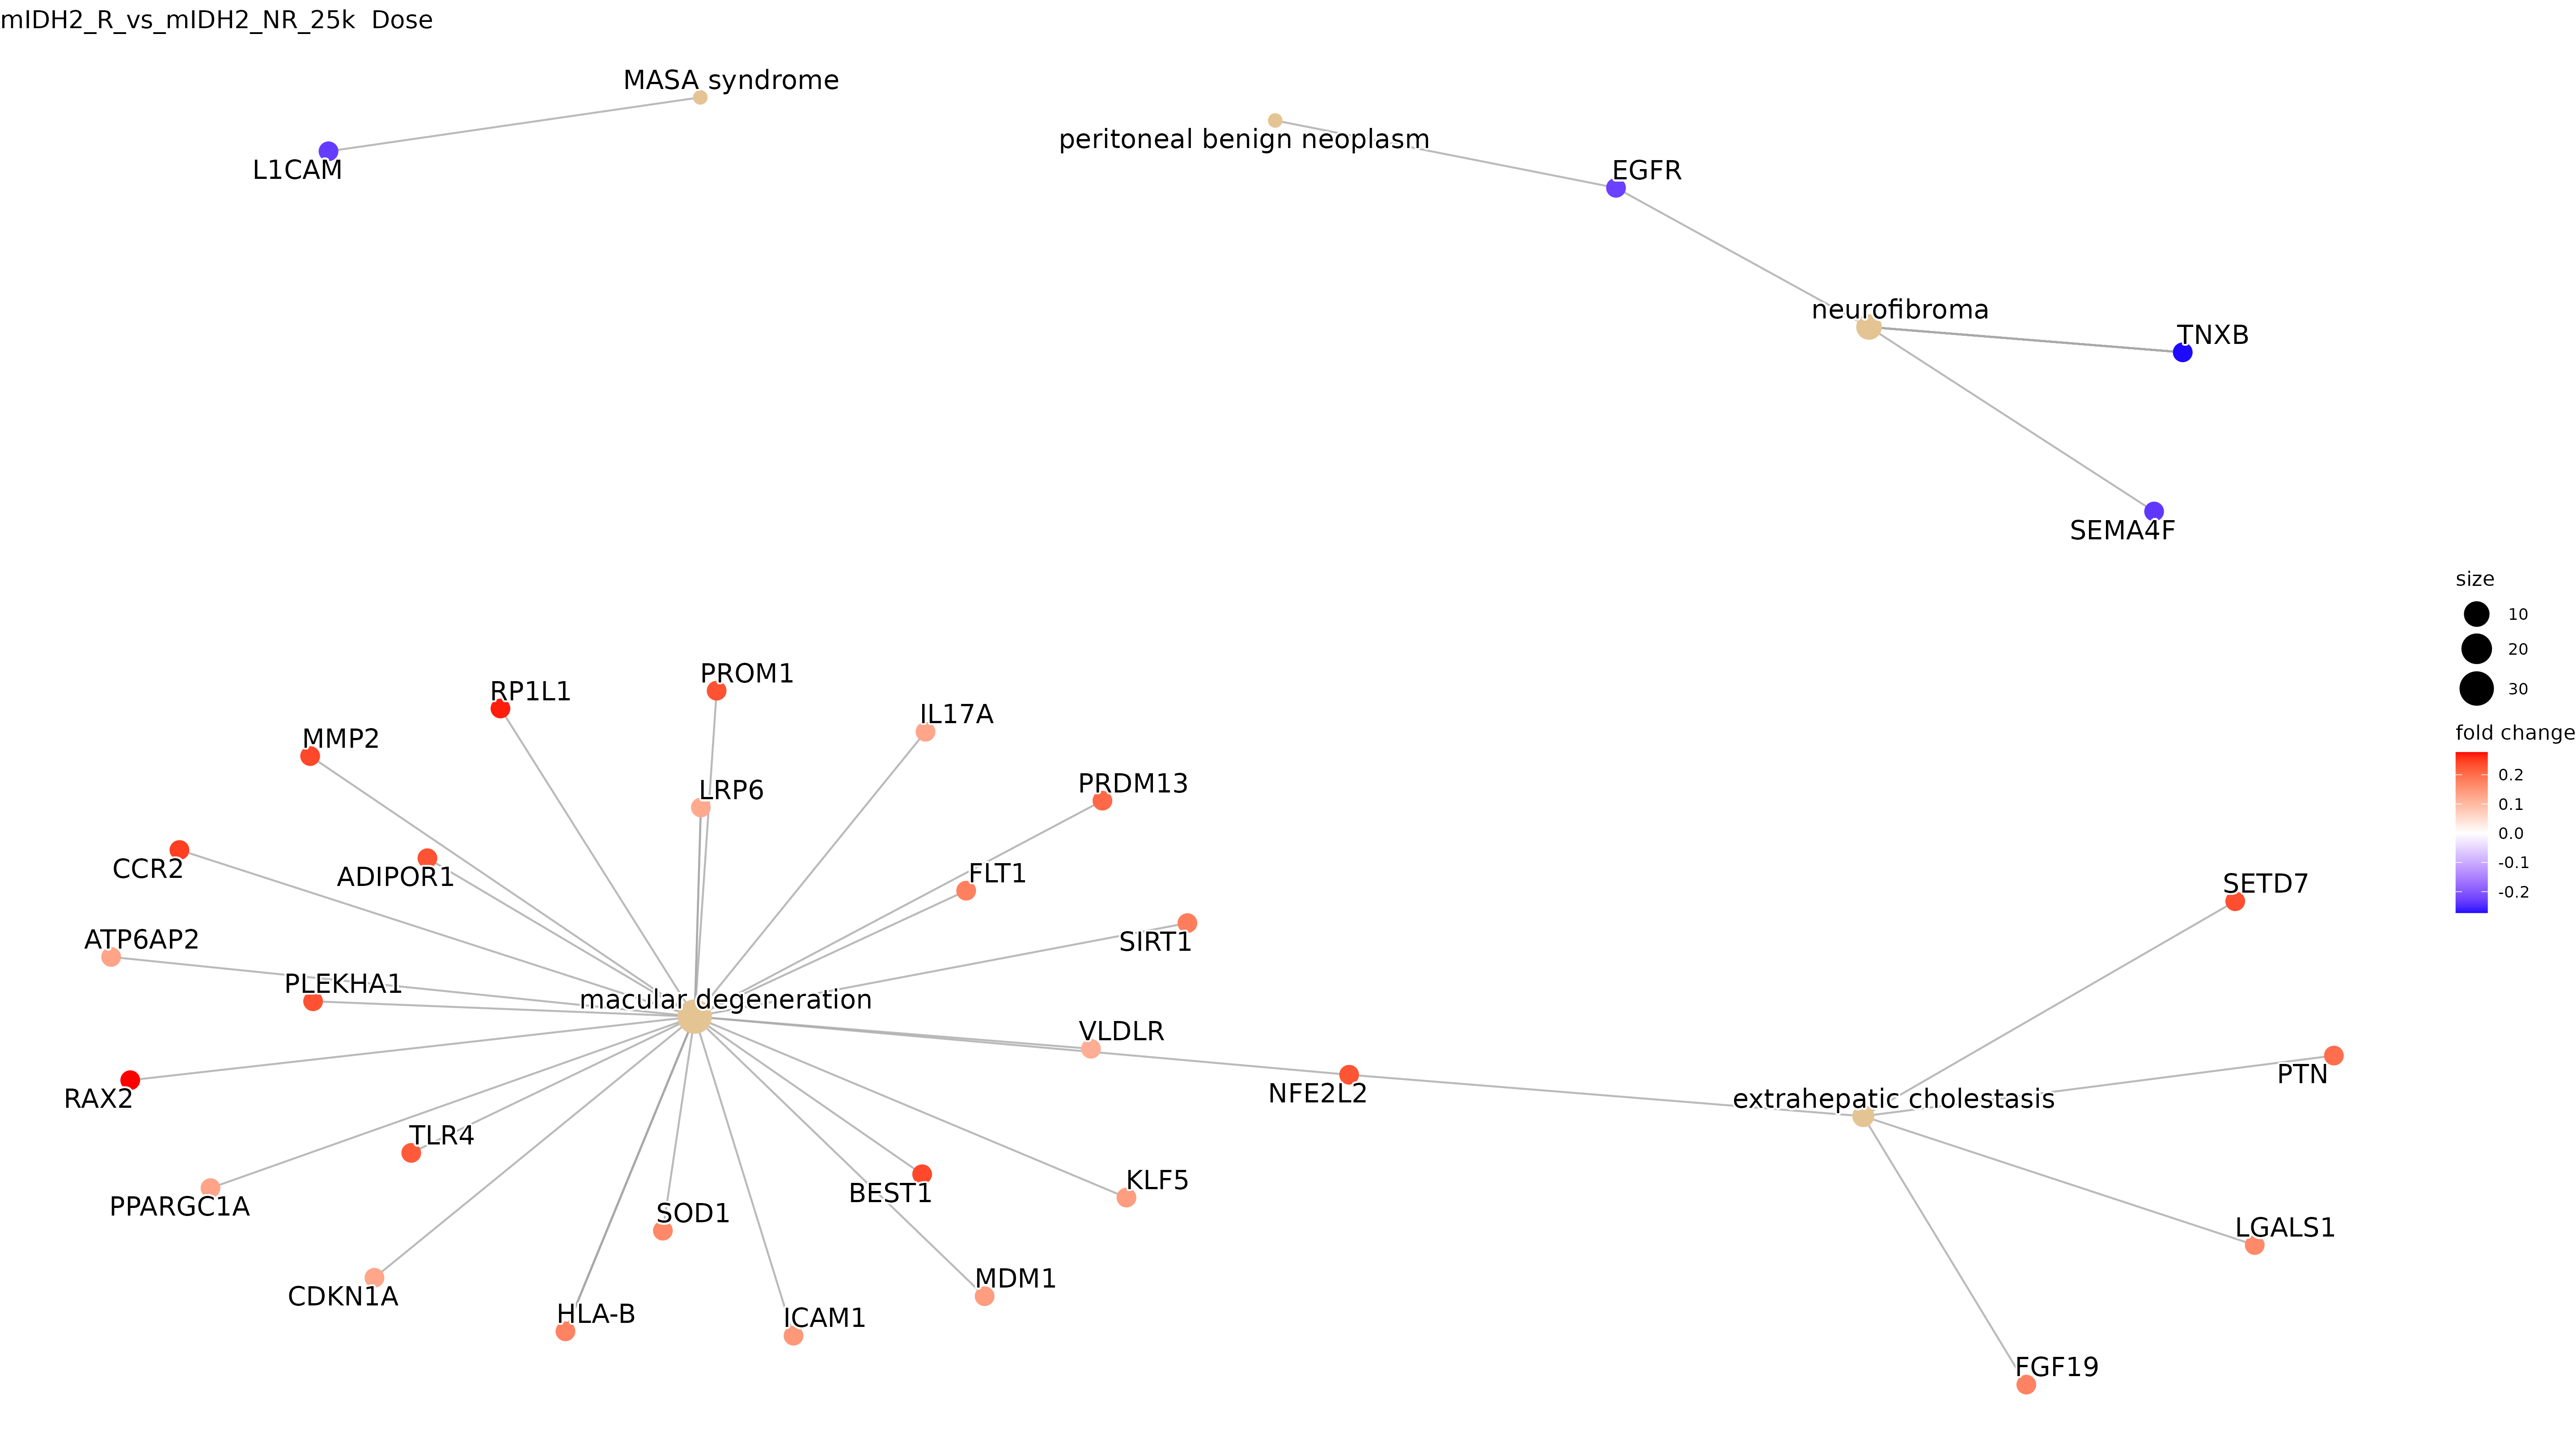 mIDH2_R_vs_mIDH2_NR_25k  Dose
MASA syndrome
L1CAM
peritoneal benign neoplasm
EGFR
neurofibroma
TNXB
SEMA4F
size
10
20
30
fold change
0.2
0.1
0.0
-0.1
-0.2
PROM1
RP1L1
IL17A
MMP2
LRP6
PRDM13
CCR2
ADIPOR1
FLT1
SETD7
ATP6AP2
SIRT1
PLEKHA1
macular degeneration
VLDLR
PTN
RAX2
NFE2L2
extrahepatic cholestasis
TLR4
PPARGC1A
BEST1
KLF5
SOD1
LGALS1
CDKN1A
MDM1
HLA-B
ICAM1
FGF19